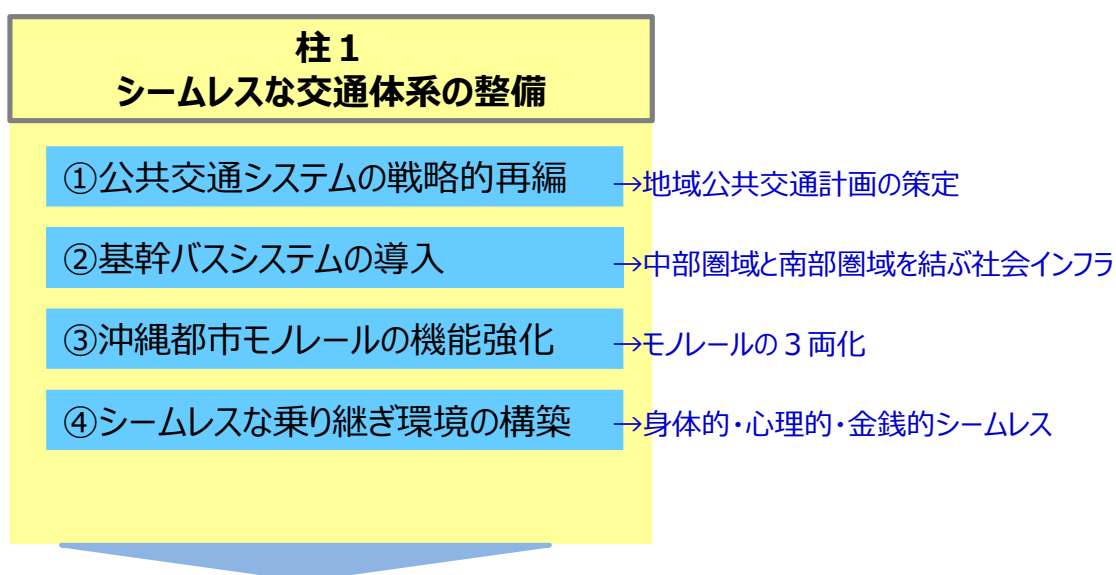 柱１
シームレスな交通体系の整備
①公共交通システムの戦略的再編
→地域公共交通計画の策定
②基幹バスシステムの導入
→中部圏域と南部圏域を結ぶ社会インフラ
③沖縄都市モノレールの機能強化
→モノレールの３両化
④シームレスな乗り継ぎ環境の構築
→身体的・心理的・金銭的シームレス